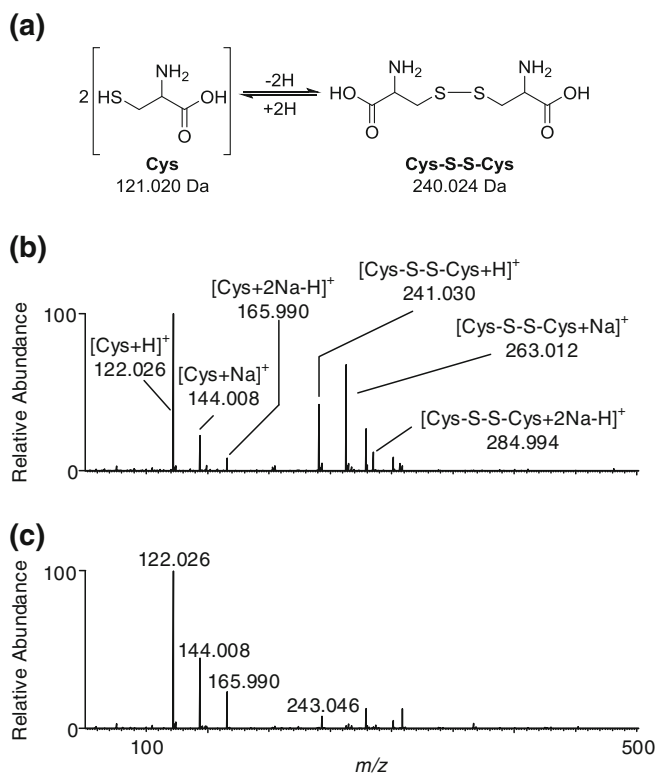 (a)
2
HS
NH2
OH
O
Cys
121.020 Da
-2H
+2H
HO
O
NH2
S
S
NH2
OH
O
Cys-S-S-Cys
240.024 Da
(b)
Relative Abundance
100
0
[Cys+H]+
122.026
[Cys+Na]+
144.008
[Cys+2Na-H]+
165.990
[Cys-S-S-Cys+H]+
241.030
[Cys-S-S-Cys+Na]+
263.012
[Cys-S-S-Cys+2Na-H]+
284.994
500
(c)
Relative Abundance
100
0
122.026
144.008
165.990
243.046
100
500
m/z